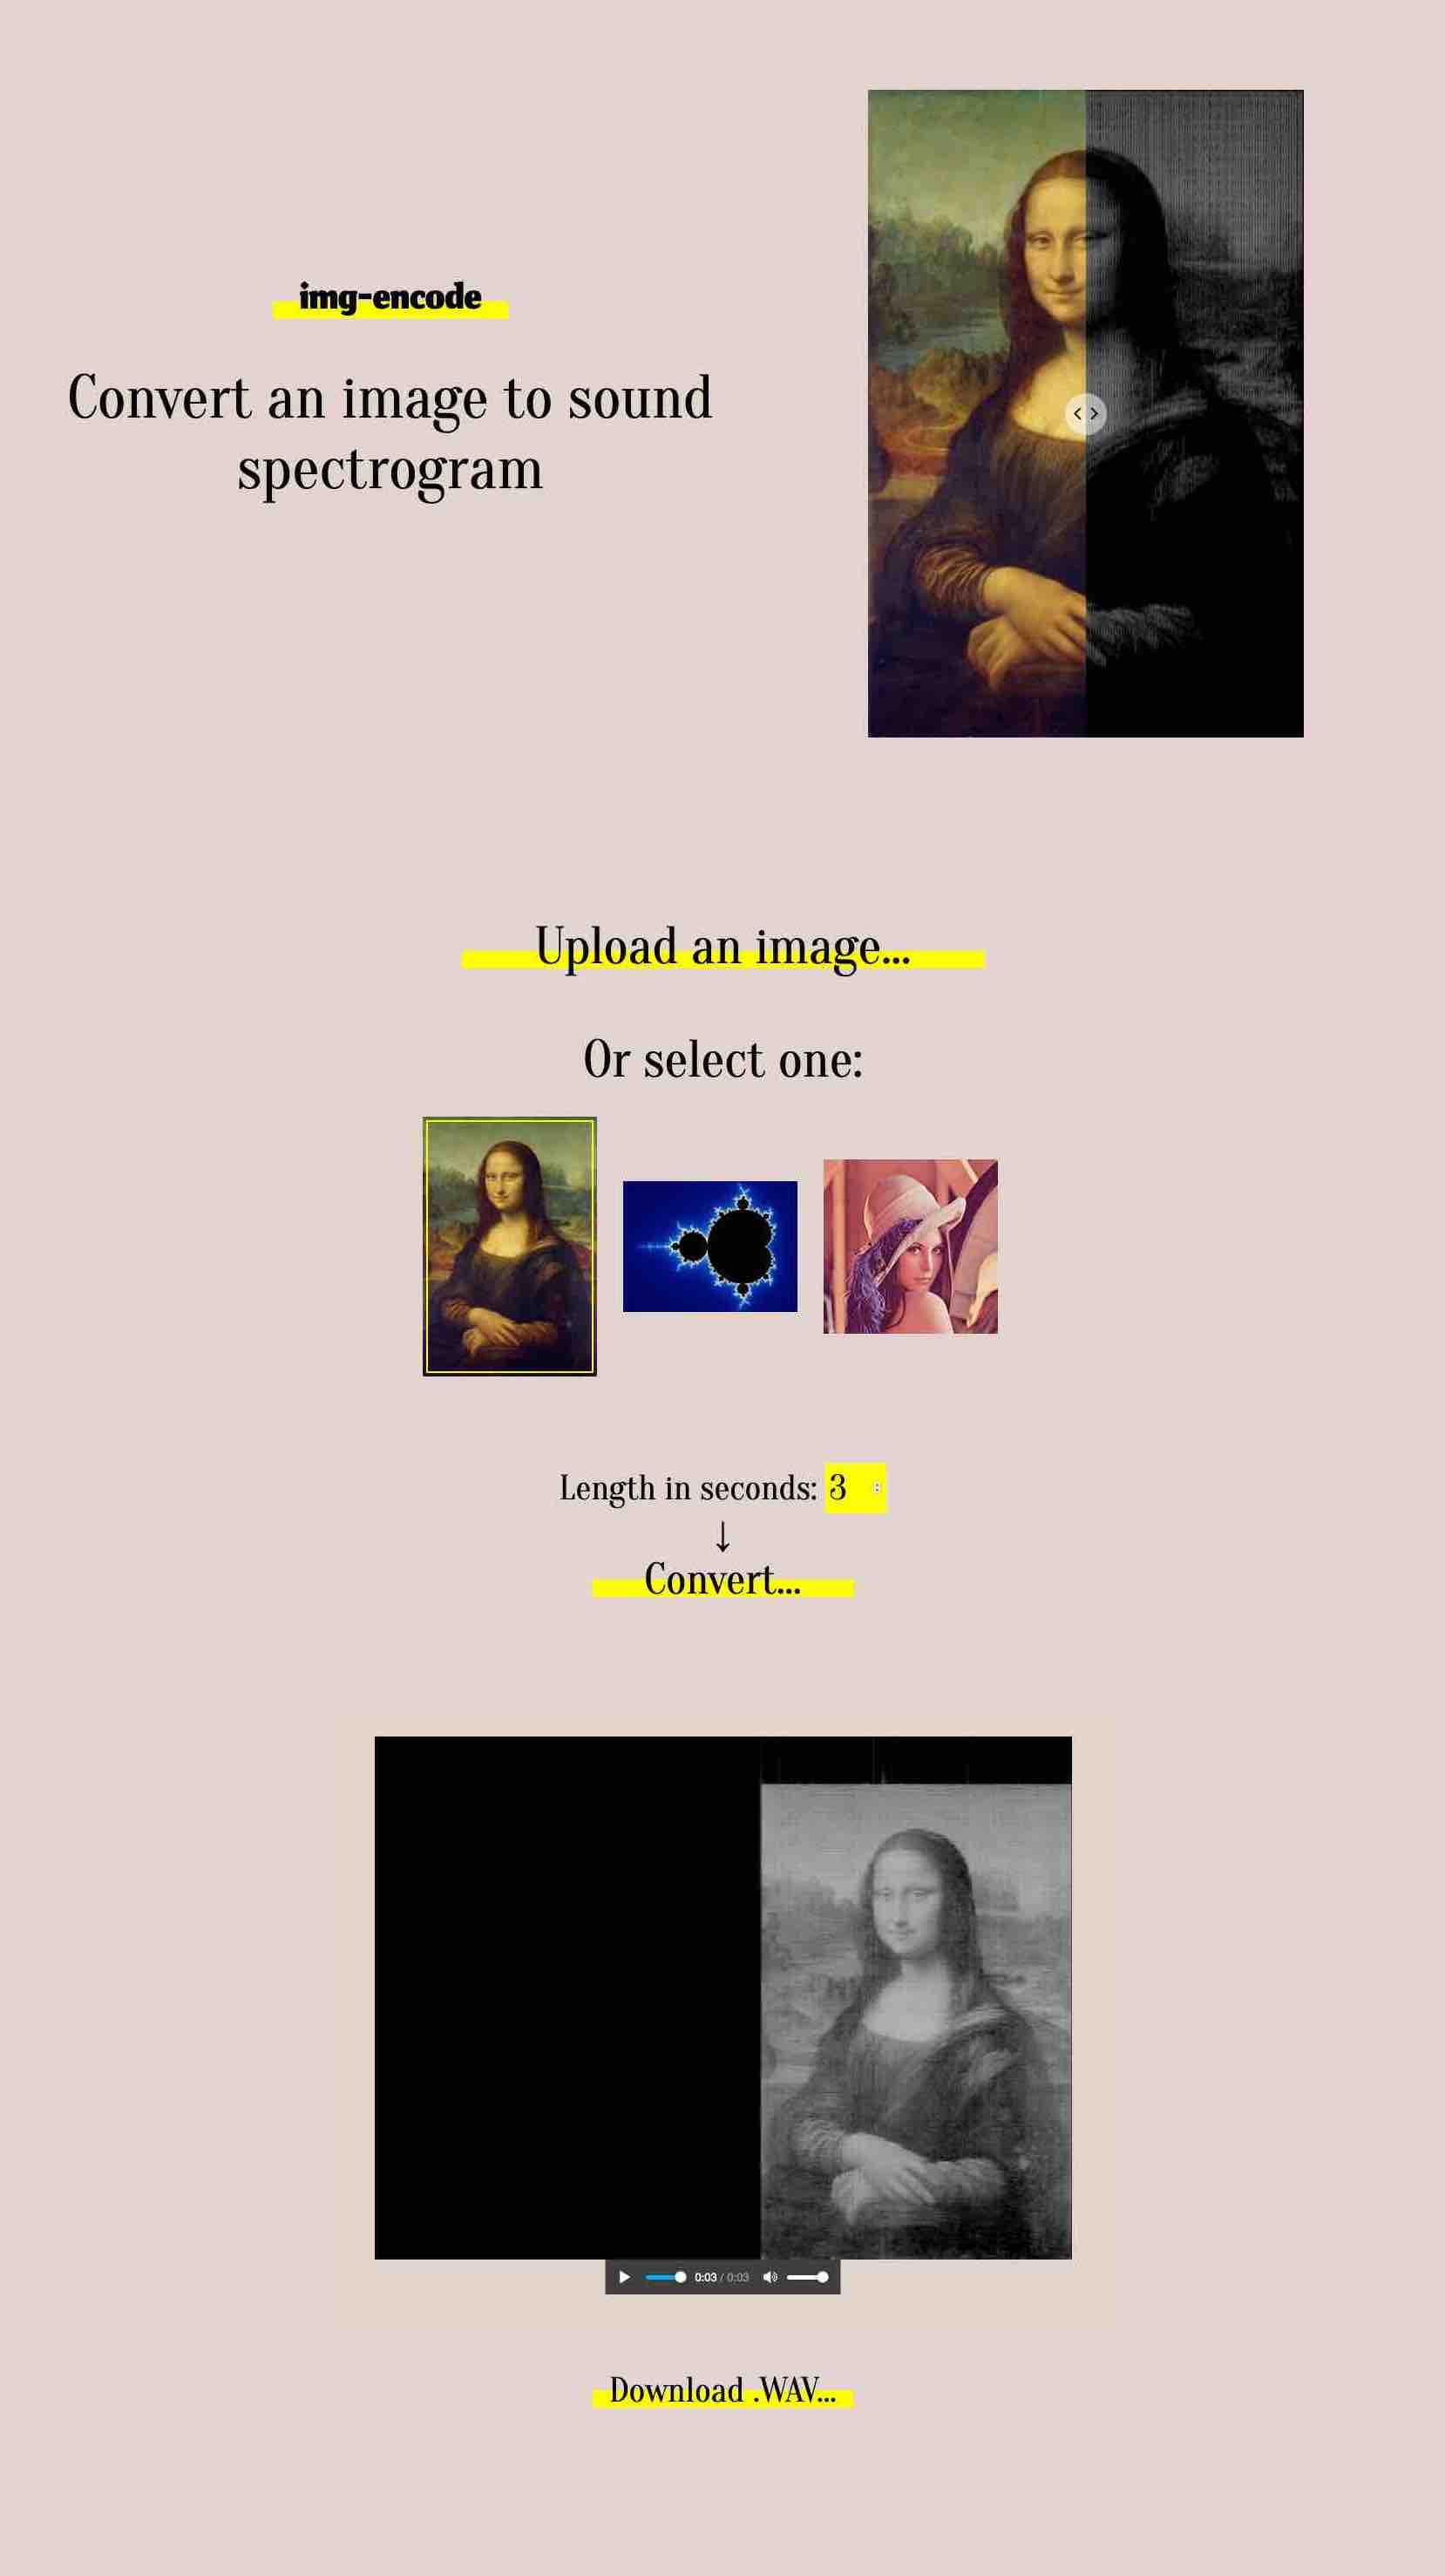 img-encode
Convert an image to sound
spectrogram
Upload an image...
Or select one:
Length in seconds: 3
↓
Convert...
0:03 / 0:03
Download .WAV...